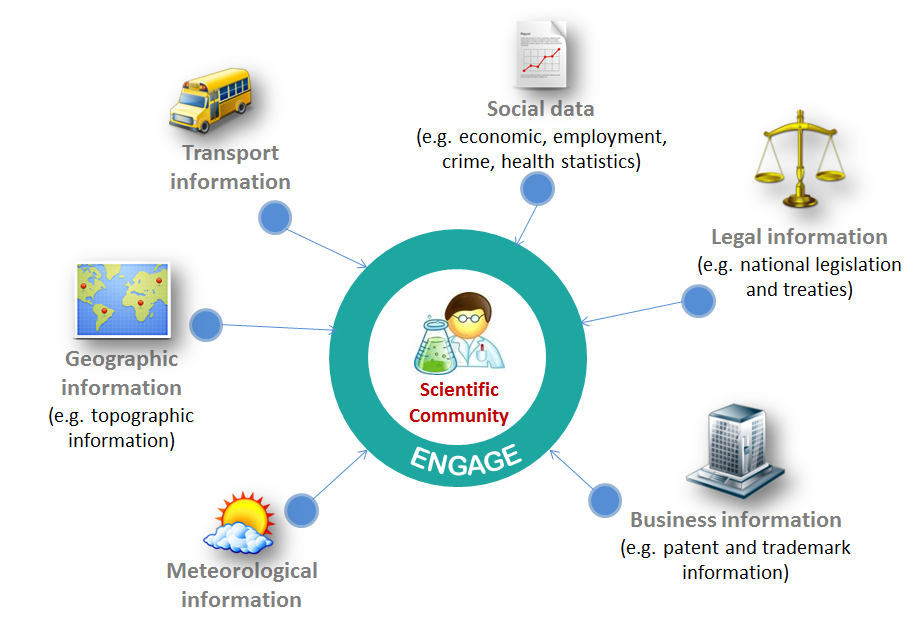 Report
Social data
(e.g. economic, employment,
crime, health statistics)
Transport
information
Legal information
(e.g. national legislation
and treaties)
Geographic
information
(e.g. topographic
information)
Scientific
Community
ENGAGE
Business information
(e.g. patent and trademark
information)
Meteorological
information